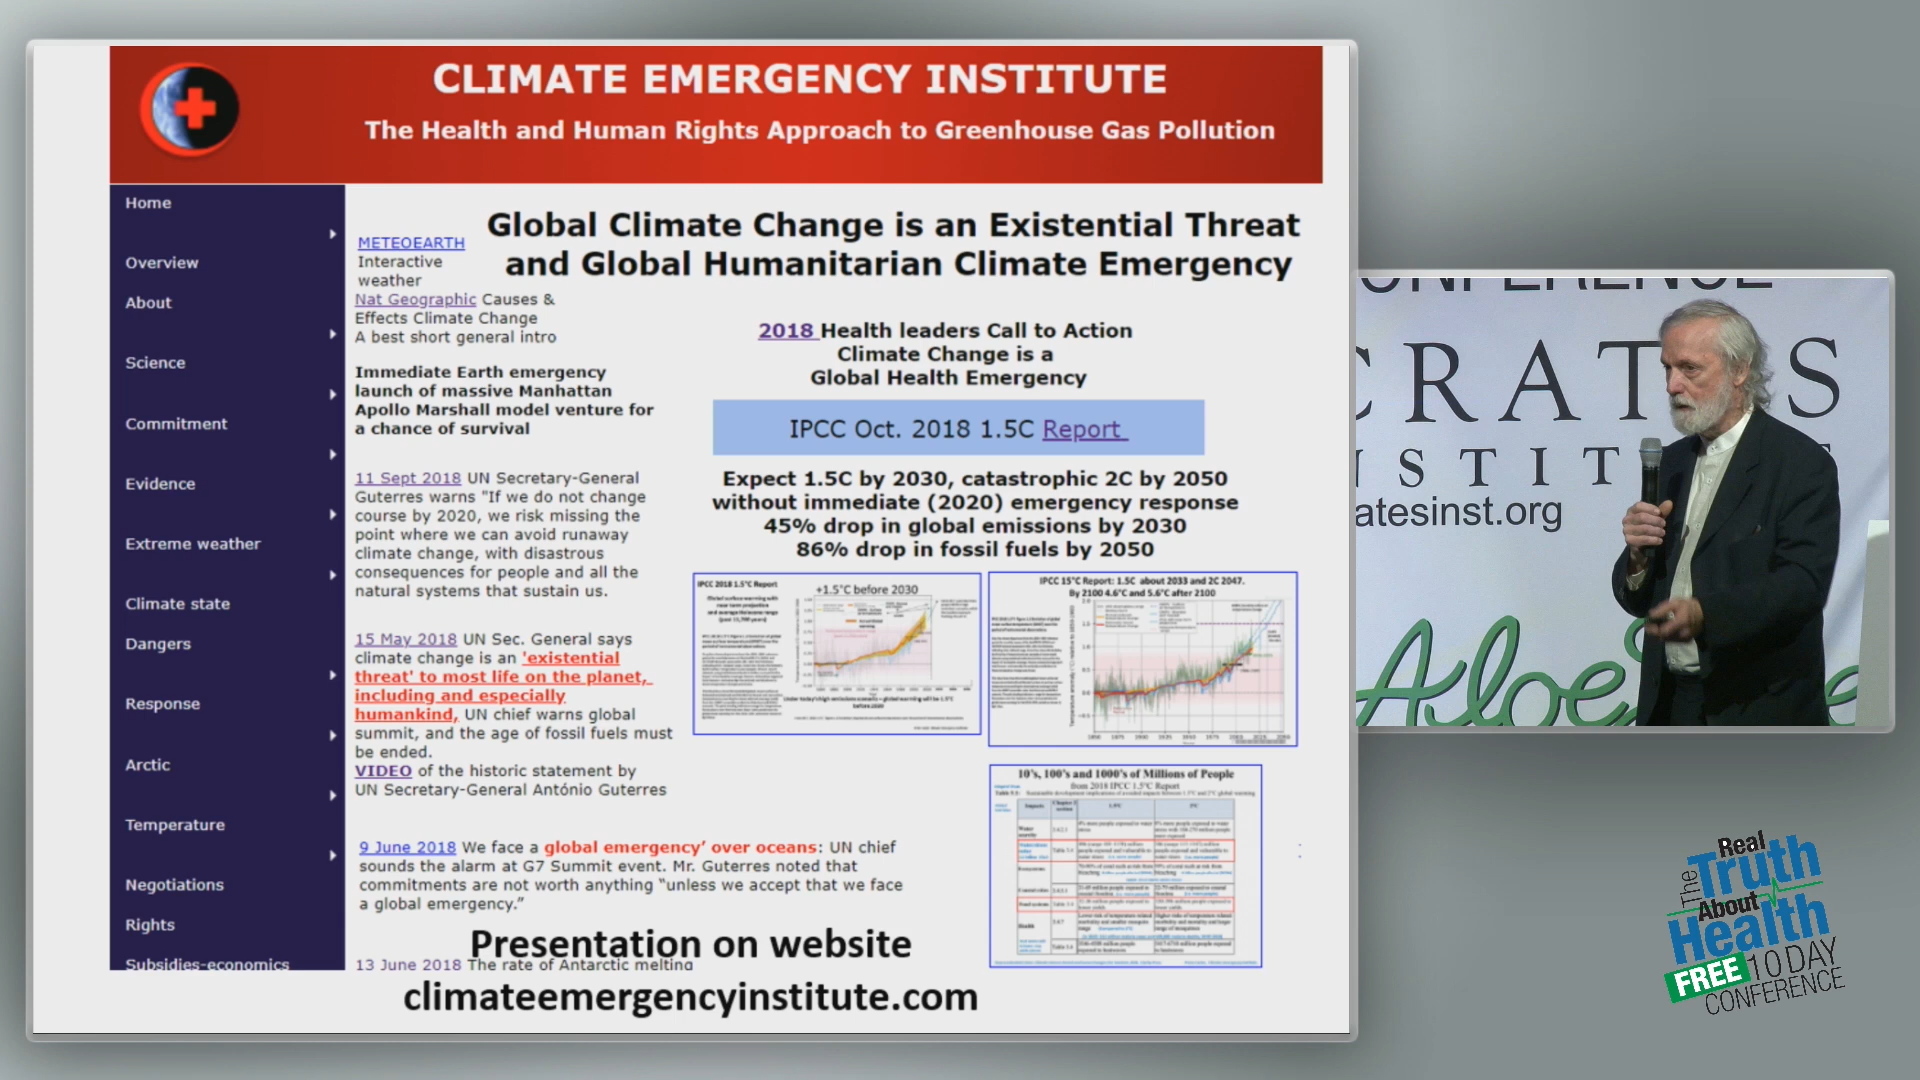 CLIMATE EMERGENCY INSTITUTE
The Health and Human Rights Approach to Greenhouse Gas Pollution
Home
Overview
About
Science
Commitment
Evidence
Extreme weather
Climate state
Dangers
Response
Arctic
Temperature
Negotiations
Rights
Subsidies-economics
Global Climate Change is an Existential Threat
and Global Humanitarian Climate Emergency
METEOEARTH
Interactive
weather
Nat Geographic Causes &
Effects Climate Change
A best short general intro
Immediate Earth emergency
launch of massive Manhattan
Apollo Marshall model venture for
a chance of survival
11 Sept 2018 UN Secretary-General
Guterres warns "If we do not change
course by 2020, we risk missing the
point where we can avoid runaway
climate change, with disastrous
consequences for people and all the
natural systems that sustain us.
15 May 2018 UN Sec. General says
climate change is an 'existential
threat' to most life on the planet,
including and especially
humankind, UN chief warns global
summit, and the age of fossil fuels must
be ended.
VIDEO of the historic statement by
UN Secretary-General António Guterres
9 June 2018 We face a global emergency’ over oceans: UN chief
sounds the alarm at G7 Summit event. Mr. Guterres noted that
commitments are not worth anything “unless we accept that we face
a global emergency.”
13 June 2018 The rate of Antarctic melting
Presentation on website
climateemergencyinstitute.com
2018 Health leaders Call to Action
Climate Change is a
Global Health Emergency
IPCC Oct. 2018 1.5C Report
Expect 1.5C by 2030, catastrophic 2C by 2050
without immediate (2020) emergency response
45% drop in global emissions by 2030
86% drop in fossil fuels by 2050
IPCC 2018 1.5°C Report
+1.5°C before 2030
IPCC 15°C Report: 1.5C about 2033 and 2C 2047.
By 2100 4.6°C and 5.6°C after 2100
10's, 100's and 1000's of Millions of People
from 2018 IPCC 1.5°C Report
CONFERENCE
CRATES
INSTIT
atesinst.org
Aloe
The Real
Truth
About
Health
FREE 10 DAY
CONFERENCE